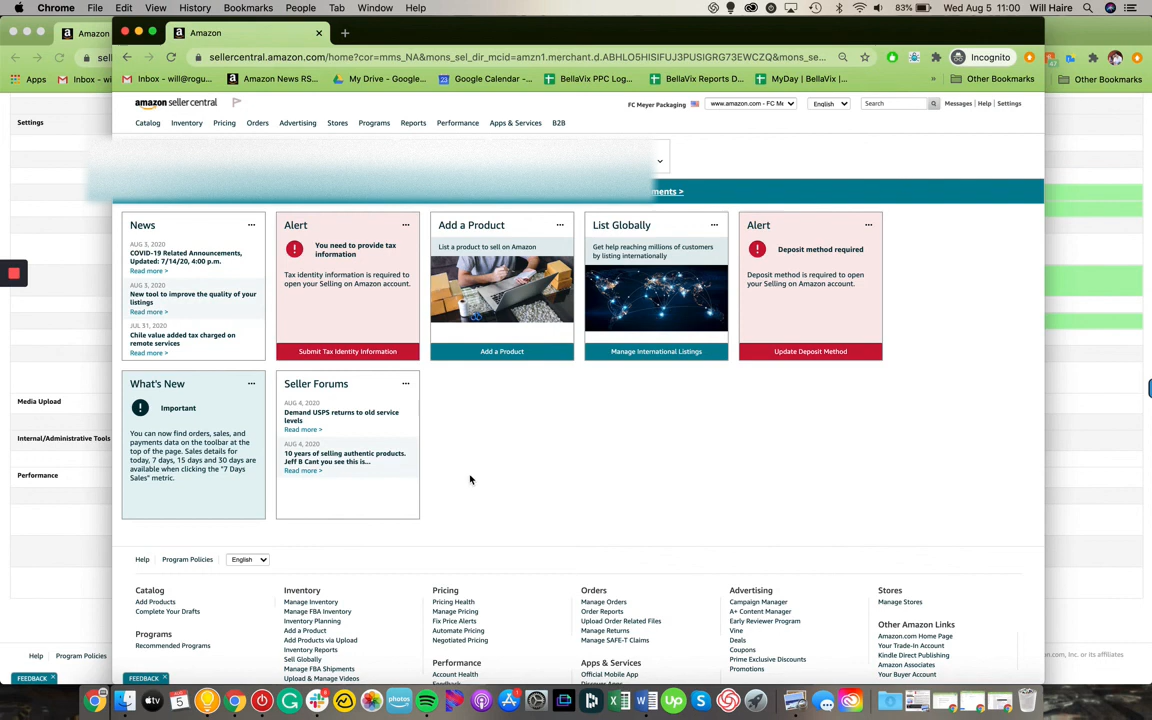 Chrome File Edit View History Bookmarks People Tab Window Help 83% Wed Aug 5 11:00 Will Haire
Amazon
Amazon
sellercentral.amazon.com/home?cor=mms_NA&mons_sel_dir_mcid=amzn1.merchant.d.ABHLO5HISIFUJ3PUSIGRG73EWCZQ&mons_se... Incognito
Apps Inbox - wi Inbox - will@rogu... Amazon News RS... My Drive - Google... Google Calendar -... BellaVix PPC Log... BellaVix Reports D... MyDay | BellaVix |... » Other Bookmarks Other Bookmarks
amazon seller central FC Meyer Packaging www.amazon.com - FC Me English Search Messages | Help | Settings
Catalog Inventory Pricing Orders Advertising Stores Programs Reports Performance Apps & Services B2B
Settings
ments >
News
AUG 3, 2020
COVID-19 Related Announcements,
Updated: 7/14/20, 4:00 p.m.
Read more >
AUG 3, 2020
New tool to improve the quality of your
listings
Read more >
JUL 31, 2020
Chile value added tax charged on
remote services
Read more >
Alert
You need to provide tax
information
Tax identity information is required to
open your Selling on Amazon account.
Submit Tax Identity Information
Add a Product
List a product to sell on Amazon
Add a Product
List Globally
Get help reaching millions of customers
by listing internationally
Manage International Listings
Alert
Deposit method required
Deposit method is required to open
your Selling on Amazon account.
Update Deposit Method
What's New
Important
You can now find orders, sales, and
payments data on the toolbar at the
top of the page. Sales details for
today, 7 days, 15 days and 30 days are
available when clicking the "7 Days
Sales" metric.
Seller Forums
AUG 4, 2020
Demand USPS returns to old service
levels
Read more >
AUG 4, 2020
10 years of selling authentic products.
Jeff B Cant you see this is...
Read more >
Media Upload
Internal/Administrative Tools
Performance
Help Program Policies English
Catalog
Add Products
Complete Your Drafts
Programs
Recommended Programs
Inventory
Manage Inventory
Manage FBA Inventory
Inventory Planning
Add a Product
Add Products via Upload
Inventory Reports
Sell Globally
Manage FBA Shipments
Upload & Manage Videos
Pricing
Pricing Health
Manage Pricing
Fix Price Alerts
Automate Pricing
Negotiated Pricing
Performance
Account Health
Feedback
Orders
Manage Orders
Order Reports
Upload Order Related Files
Manage Returns
Manage SAFE-T Claims
Apps & Services
Official Mobile App
Advertising
Campaign Manager
A+ Content Manager
Early Reviewer Program
Vine
Deals
Coupons
Prime Exclusive Discounts
Promotions
Stores
Manage Stores
Other Amazon Links
Amazon.com Home Page
Your Trade-In Account
Kindle Direct Publishing
Amazon Associates
Your Buyer Account
Help Program Policies
on.com, Inc. or its affiliates
FEEDBACK
FEEDBACK
photos